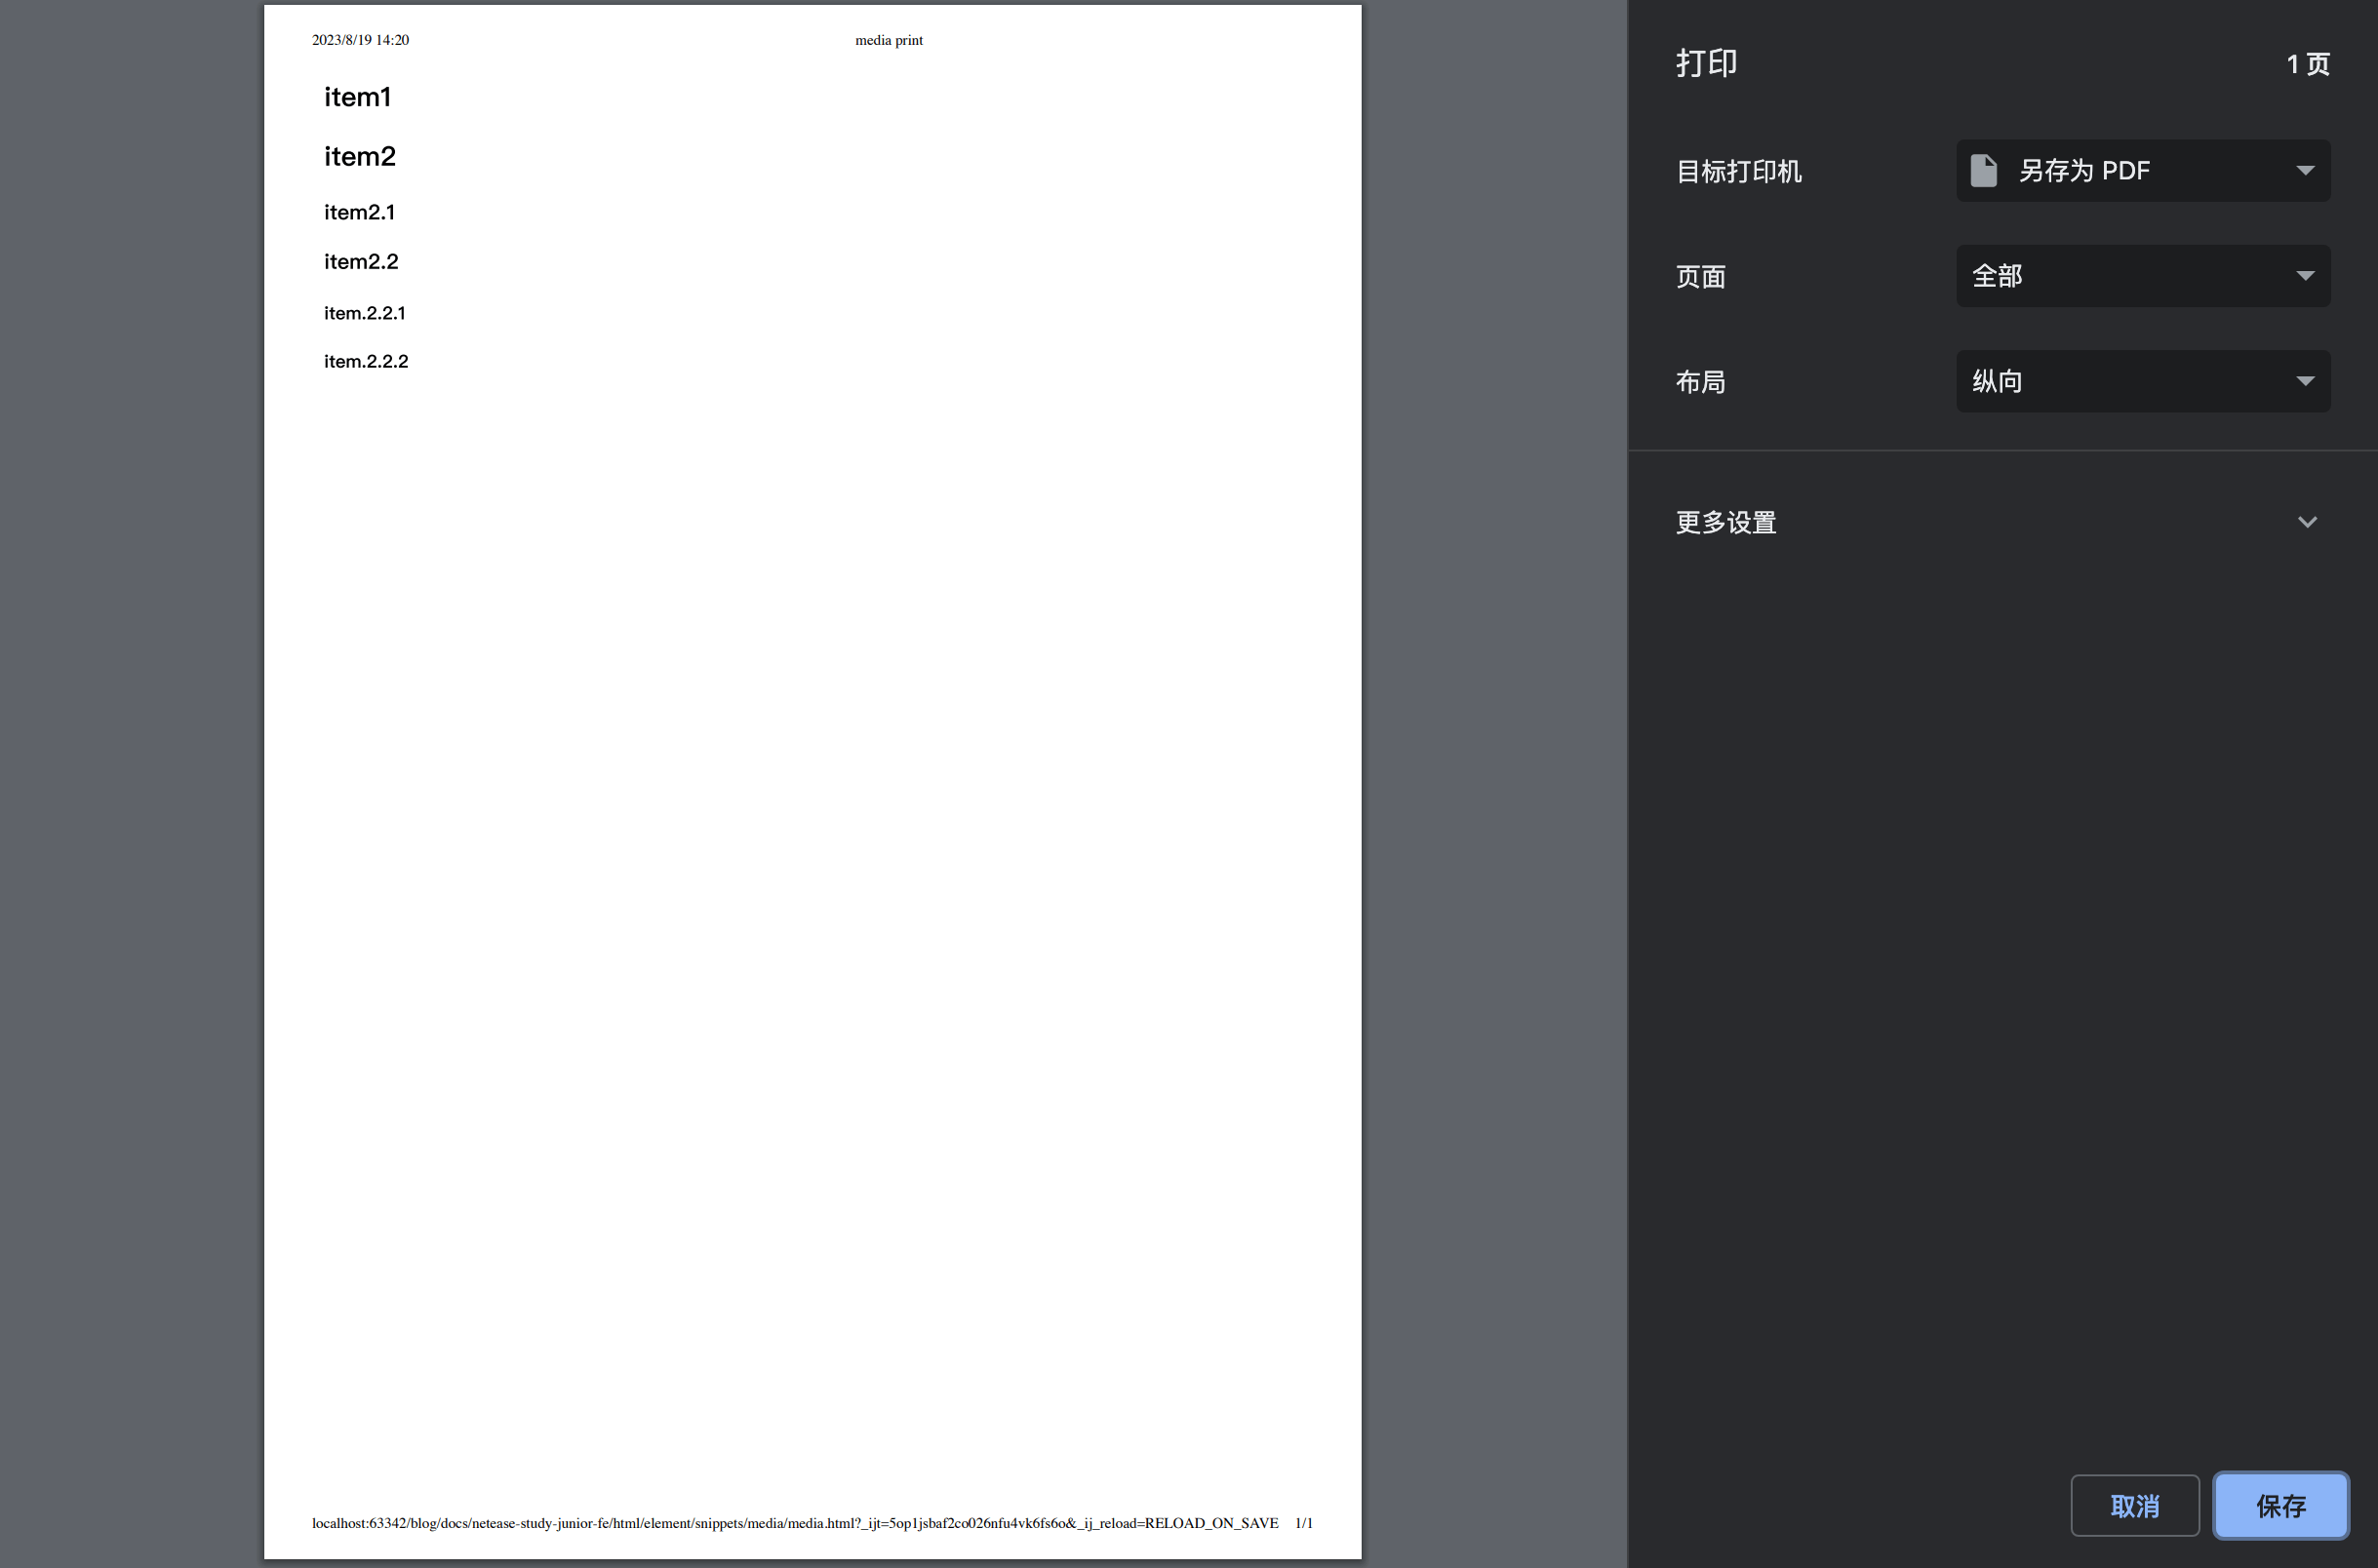 2023/8/19 14:20
media print
item1
item2
item2.1
item2.2
item.2.2.1
item.2.2.2
localhost:63342/blog/docs/netease-study-junior-fe/html/element/snippets/media/media.html?_ijt=5op1jsbaf2co026nfu4vk6fs6o&_ij_reload=RELOAD_ON_SAVE 1/1
打印
1 页
目标打印机
另存为 PDF
页面
全部
布局
纵向
更多设置
取消
保存